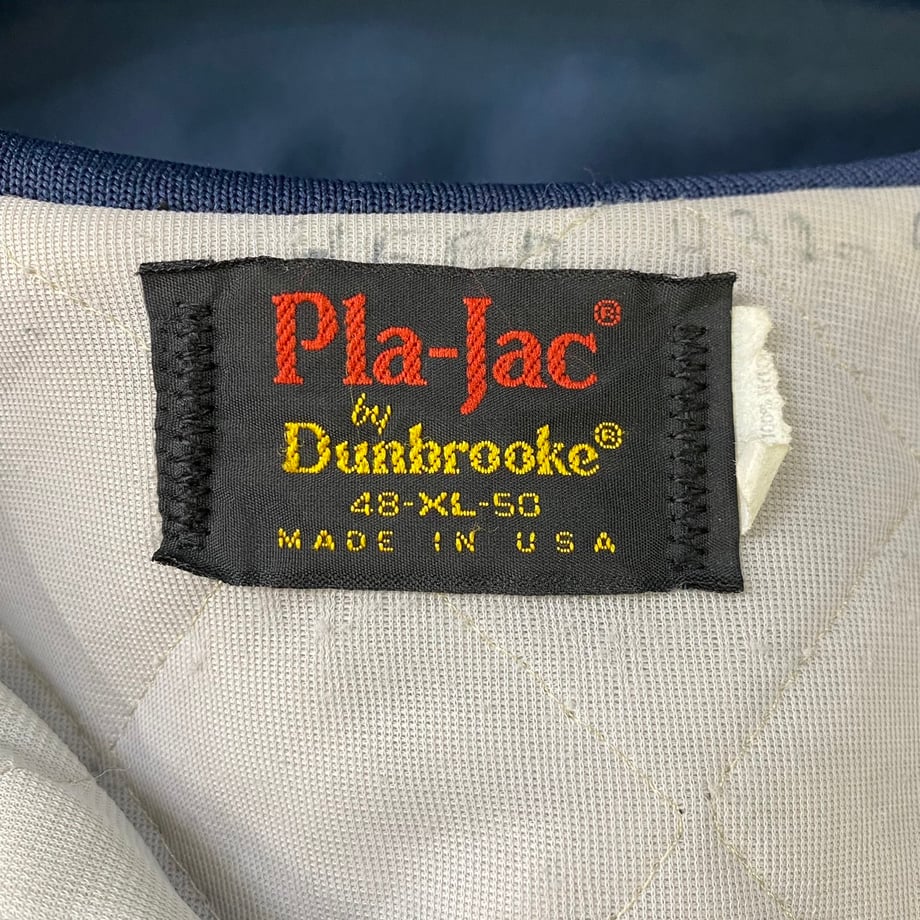 Pla-Jac®
by
Dunbrooke®
48-XL-50
MADE IN USA